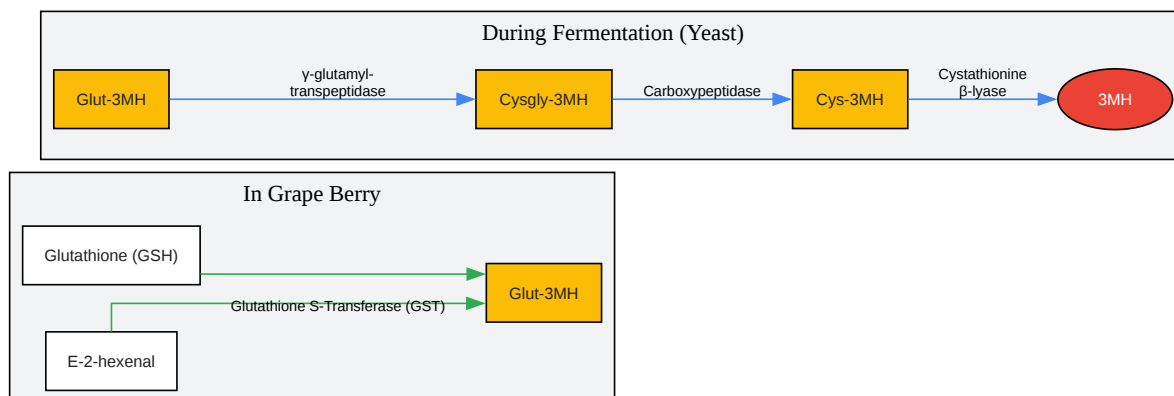 During Fermentation (Yeast)
Glut-3MH
γ-glutamyl-
transpeptidase
Cysgly-3MH
Carboxypeptidase
Cys-3MH
Cystathionine
β-lyase
3MH
In Grape Berry
Glutathione (GSH)
Glut-3MH
Glutathione S-Transferase (GST)
E-2-hexenal